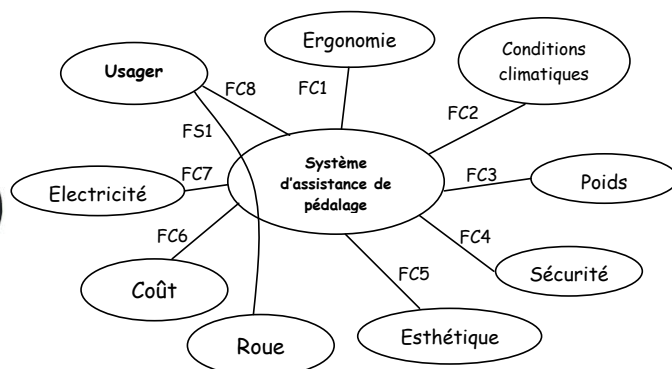 Ergonomie
Conditions
climatiques
Usager
FC8
FC1
FC2
FS1
Système
d'assistance de
pédalage
Electricité
FC7
FC3
Poids
FC6
FC4
Coût
FC5
Sécurité
Roue
Esthétique